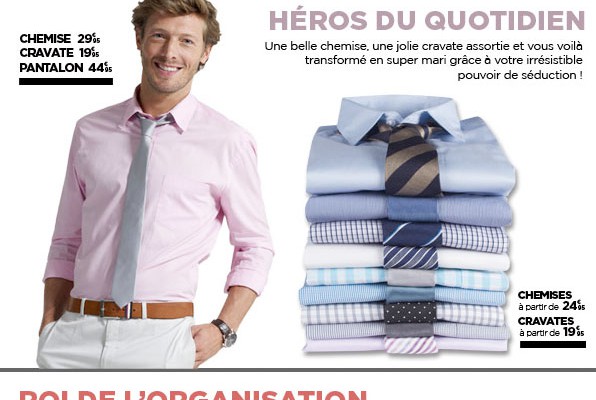 HÉROS DU QUOTIDIEN
Une belle chemise, une jolie cravate assortie et vous voilà
transformé en super mari grâce à votre irrésistible
pouvoir de séduction !
CHEMISE 29€95
CRAVATE 19€95
PANTALON 44€95
CHEMISES
à partir de 24€95
CRAVATES
à partir de 19€95
ROI DE L'ORGANISATION